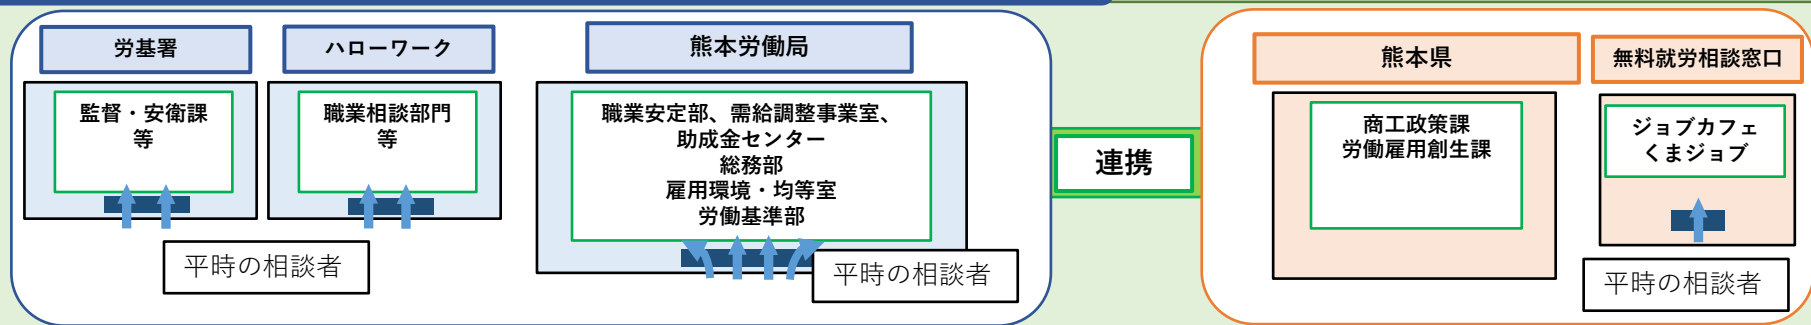 労基署
監督・安衛課
等
ハローワーク
職業相談部門
等
平時の相談者
熊本労働局
職業安定部、需給調整事業室、
助成金センター
総務部
雇用環境・均等室
労働基準部
平時の相談者
連携
熊本県
商工政策課
労働雇用創生課
無料就労相談窓口
ジョブカフェ
くまジョブ
平時の相談者